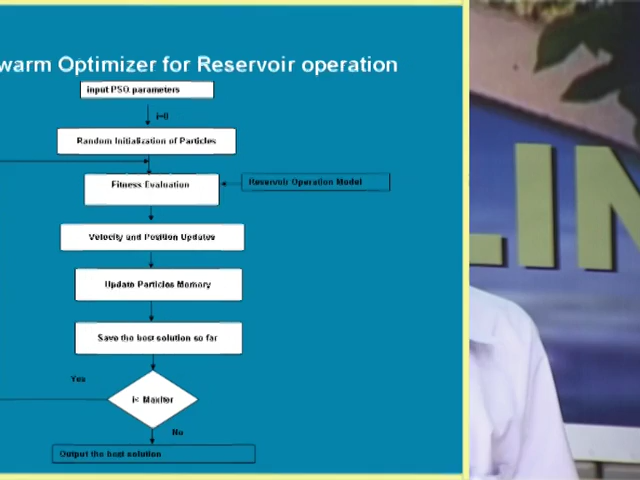 warm Optimizer for Reservoir operation
input PSO parameters
i=0
Random Initialization of Particles
Fitness Evaluation
Reservoir Operation Model
Velocity and Position Updates
Update Particles Memory
Save the best solution so far
Yes
i< MaxIter
No
Output the best solution
LIN